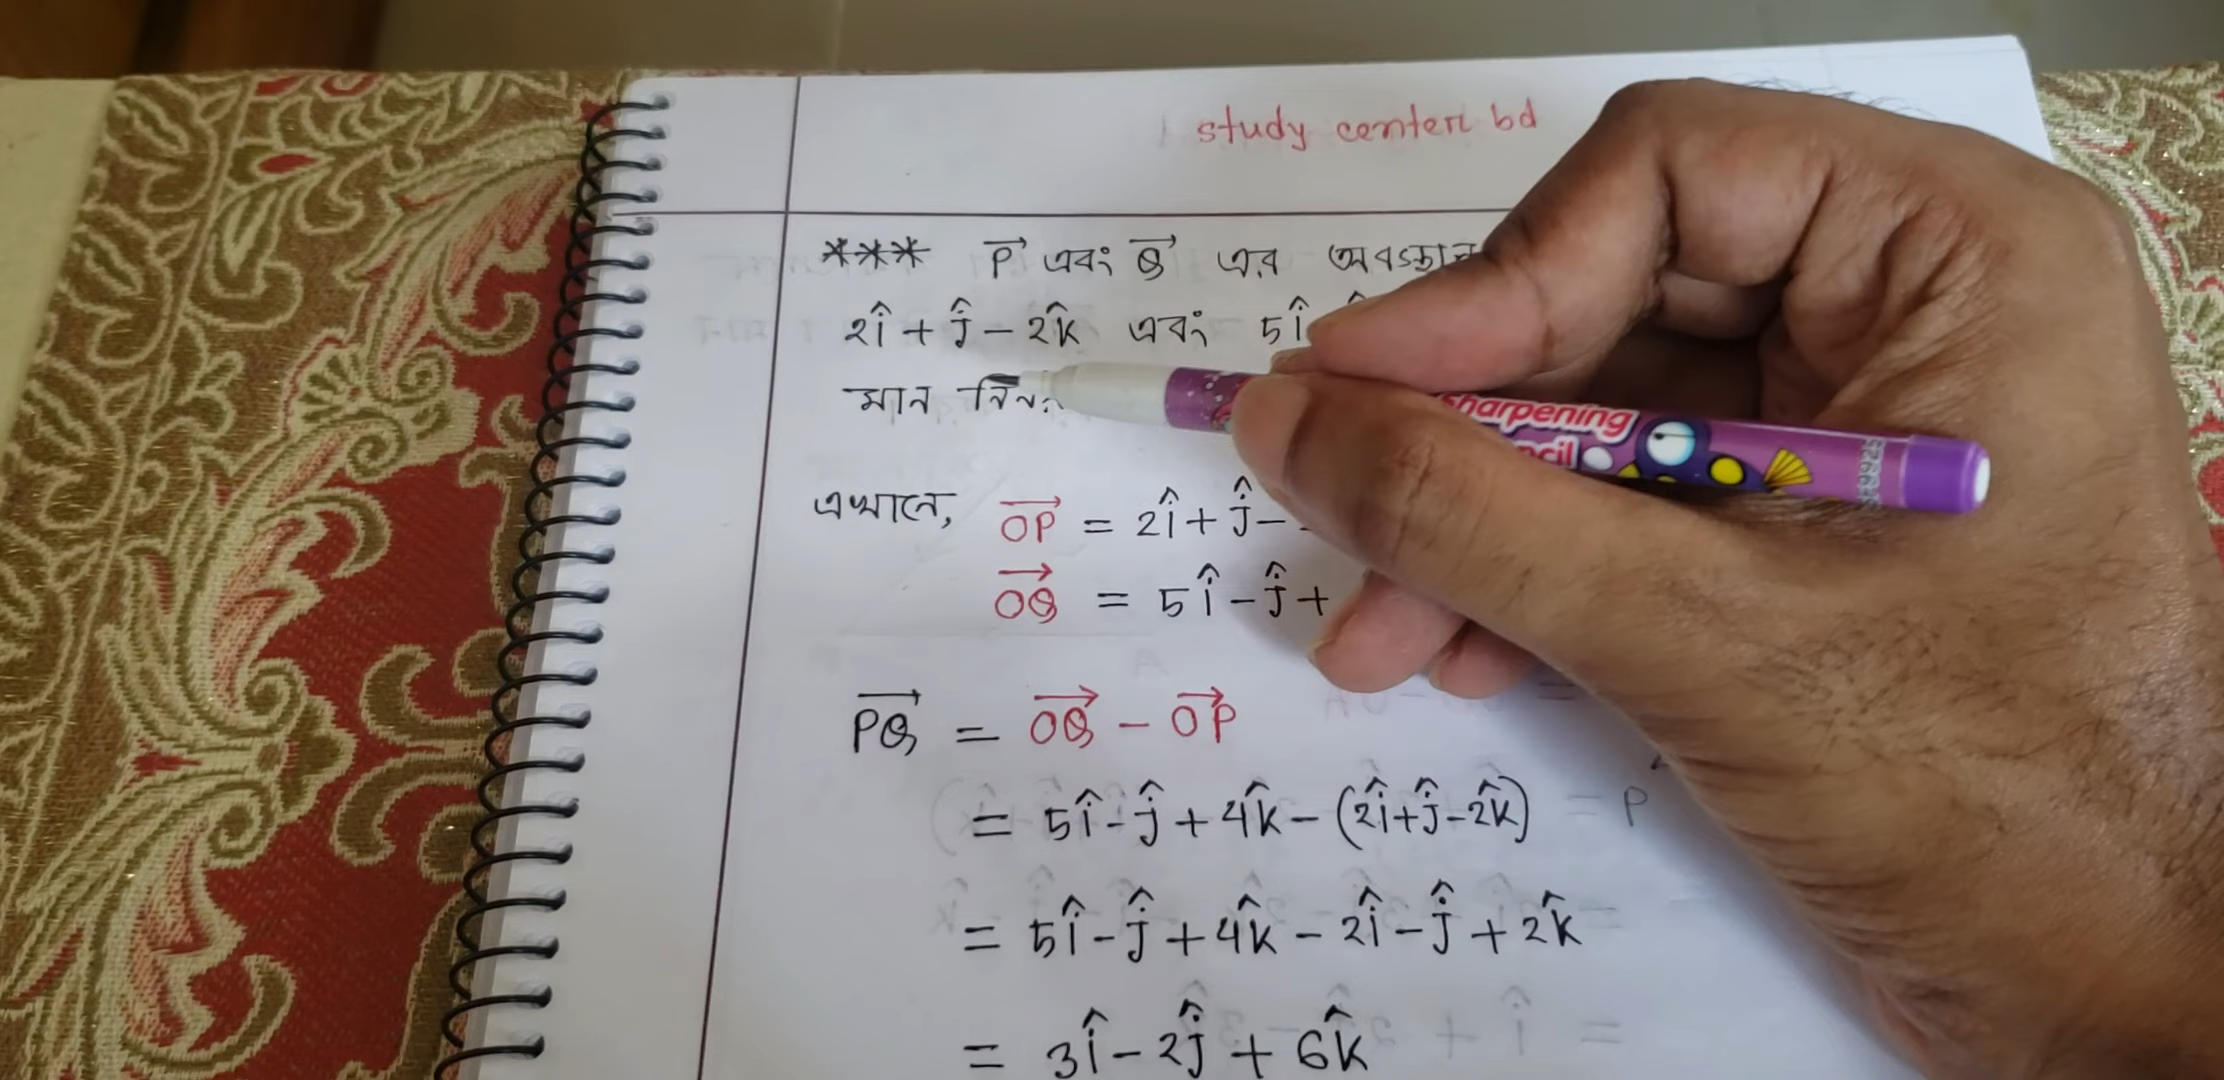 study center bd
*** P⃗ এবং Q⃗ এর অবস্থান
2î + ĵ - 2k̂ এবং 5î
মান
sharpening
এখানে, OP⃗ = 2î + ĵ -
OQ⃗ = 5î - ĵ +
PQ⃗ = OQ⃗ - OP⃗
= 5î - ĵ + 4k̂ - (2î + ĵ - 2k̂)
= 5î - ĵ + 4k̂ - 2î - ĵ + 2k̂
= 3î - 2ĵ + 6k̂